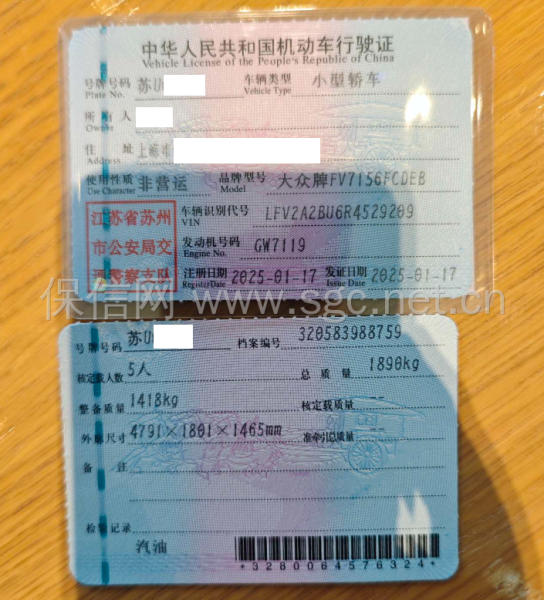 中华人民共和国机动车行驶证
Vehicle License of the People's Republic of China
号牌号码 苏U 车辆类型 小型轿车
Plate No. Vehicle Type
所有人
Owner
住址 上海市
Address
使用性质 非营运 品牌型号 大众牌FV7156FCDEB
Use Character Model
江苏省苏州
市公安局交
通警察支队
车辆识别代号 LFV2A2BU6R4529209
VIN
发动机号码 GW7119
Engine No.
注册日期 2025-01-17 发证日期 2025-01-17
Register Date Issue Date
保信网 www.sgc.net.cn
号牌号码 苏U 档案编号 320583988759
核定载人数 5人 总质量 1890kg
整备质量 1418kg 核定载质量 --
外廓尺寸 4791×1801×1465mm 准牵引总质量 --
备注
检验记录
汽油
*3280064576324*